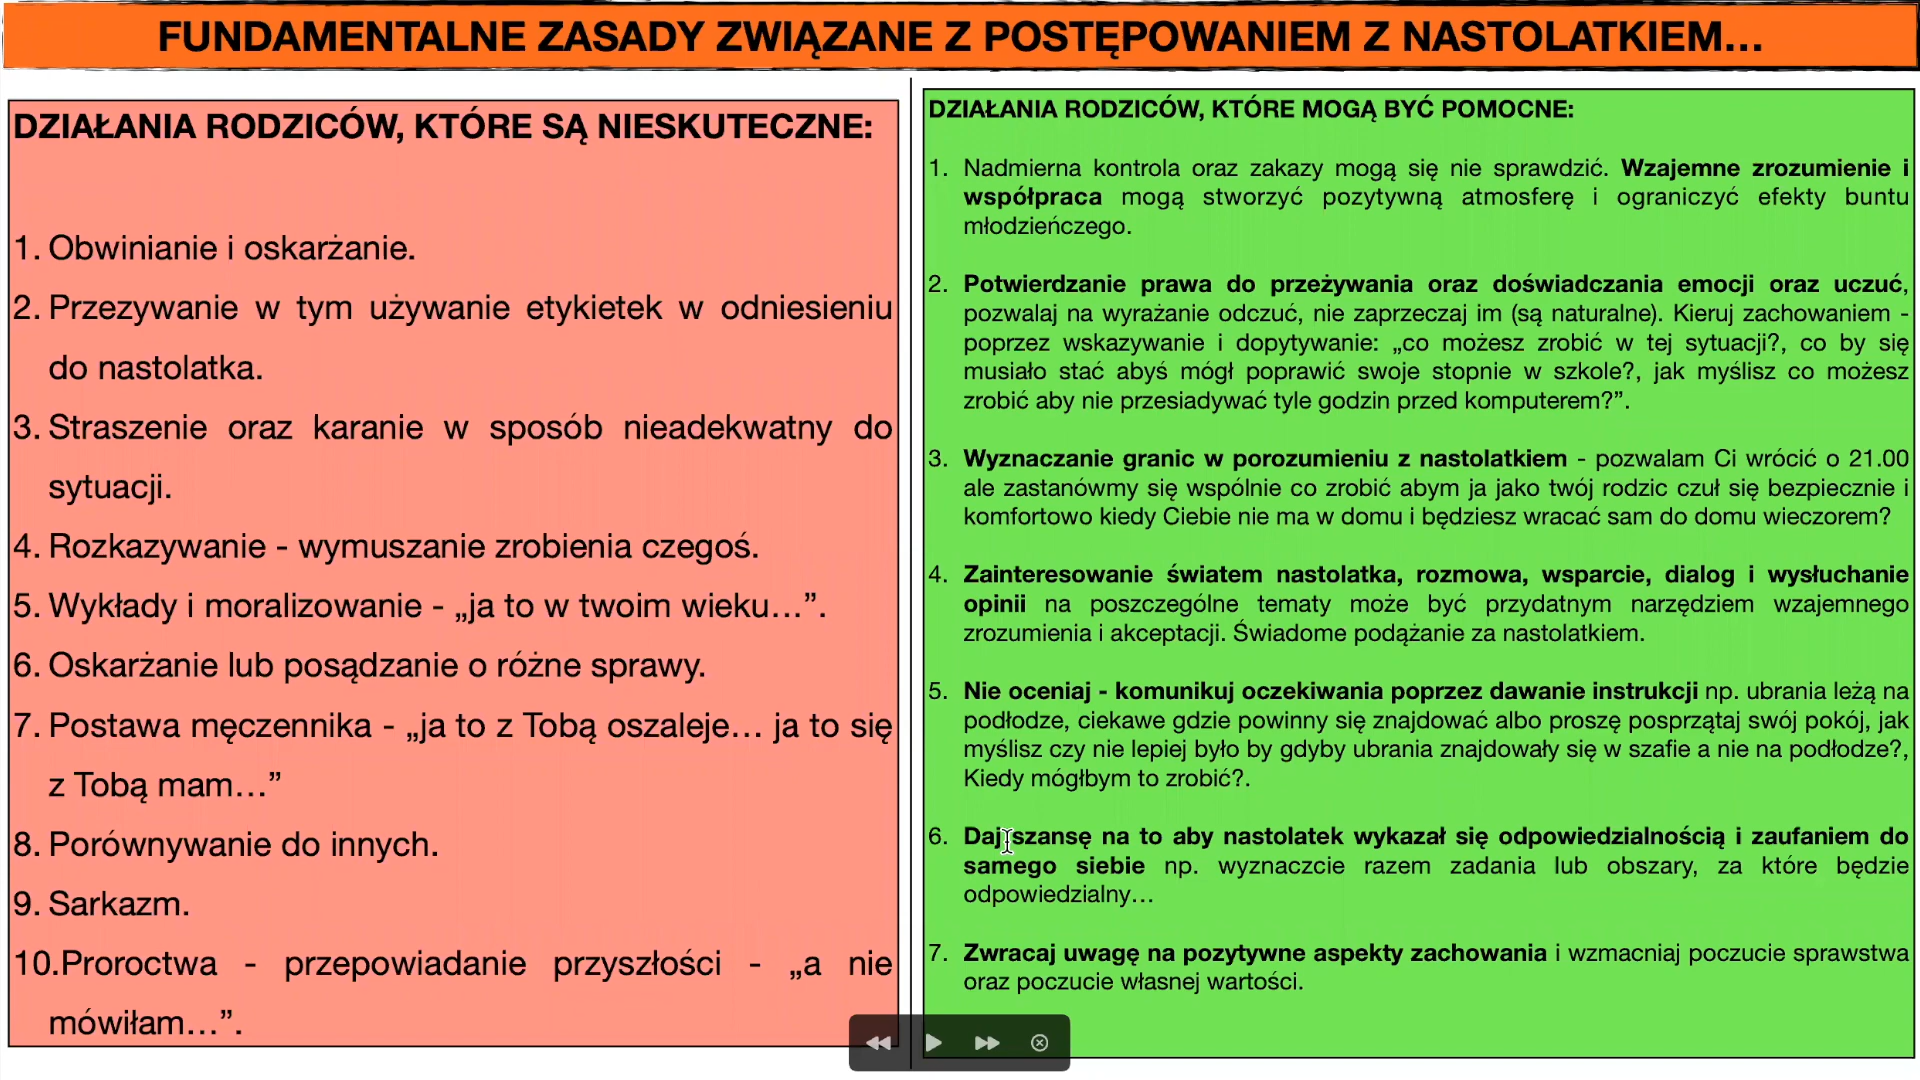 FUNDAMENTALNE ZASADY ZWIĄZANE Z POSTĘPOWANIEM Z NASTOLATKIEM…
DZIAŁANIA RODZICÓW, KTÓRE SĄ NIESKUTECZNE:
1. Obwinianie i oskarżanie.
2. Przezywanie w tym używanie etykietek w odniesieniu
do nastolatka.
3. Straszenie oraz karanie w sposób nieadekwatny do
sytuacji.
4. Rozkazywanie - wymuszanie zrobienia czegoś.
5. Wykłady i moralizowanie - „ja to w twoim wieku…”.
6. Oskarżanie lub posądzanie o różne sprawy.
7. Postawa męczennika - „ja to z Tobą oszaleje… ja to się
z Tobą mam…”
8. Porównywanie do innych.
9. Sarkazm.
10.Proroctwa - przepowiadanie przyszłości - „a nie
mówiłam…”.
DZIAŁANIA RODZICÓW, KTÓRE MOGĄ BYĆ POMOCNE:
1. Nadmierna kontrola oraz zakazy mogą się nie sprawdzić. Wzajemne zrozumienie i
współpraca mogą stworzyć pozytywną atmosferę i ograniczyć efekty buntu
młodzieńczego.
2. Potwierdzanie prawa do przeżywania oraz doświadczania emocji oraz uczuć,
pozwalaj na wyrażanie odczuć, nie zaprzeczaj im (są naturalne). Kieruj zachowaniem -
poprzez wskazywanie i dopytywanie: „co możesz zrobić w tej sytuacji?, co by się
musiało stać abyś mógł poprawić swoje stopnie w szkole?, jak myślisz co możesz
zrobić aby nie przesiadywać tyle godzin przed komputerem?”.
3. Wyznaczanie granic w porozumieniu z nastolatkiem - pozwalam Ci wrócić o 21.00
ale zastanówmy się wspólnie co zrobić abym ja jako twój rodzic czuł się bezpiecznie i
komfortowo kiedy Ciebie nie ma w domu i będziesz wracać sam do domu wieczorem?
4. Zainteresowanie światem nastolatka, rozmowa, wsparcie, dialog i wysłuchanie
opinii na poszczególne tematy może być przydatnym narzędziem wzajemnego
zrozumienia i akceptacji. Świadome podążanie za nastolatkiem.
5. Nie oceniaj - komunikuj oczekiwania poprzez dawanie instrukcji np. ubrania leżą na
podłodze, ciekawe gdzie powinny się znajdować albo proszę posprzątaj swój pokój, jak
myślisz czy nie lepiej było by gdyby ubrania znajdowały się w szafie a nie na podłodze?,
Kiedy mógłbym to zrobić?.
6. Daj szansę na to aby nastolatek wykazał się odpowiedzialnością i zaufaniem do
samego siebie np. wyznaczcie razem zadania lub obszary, za które będzie
odpowiedzialny…
7. Zwracaj uwagę na pozytywne aspekty zachowania i wzmacniaj poczucie sprawstwa
oraz poczucie własnej wartości.